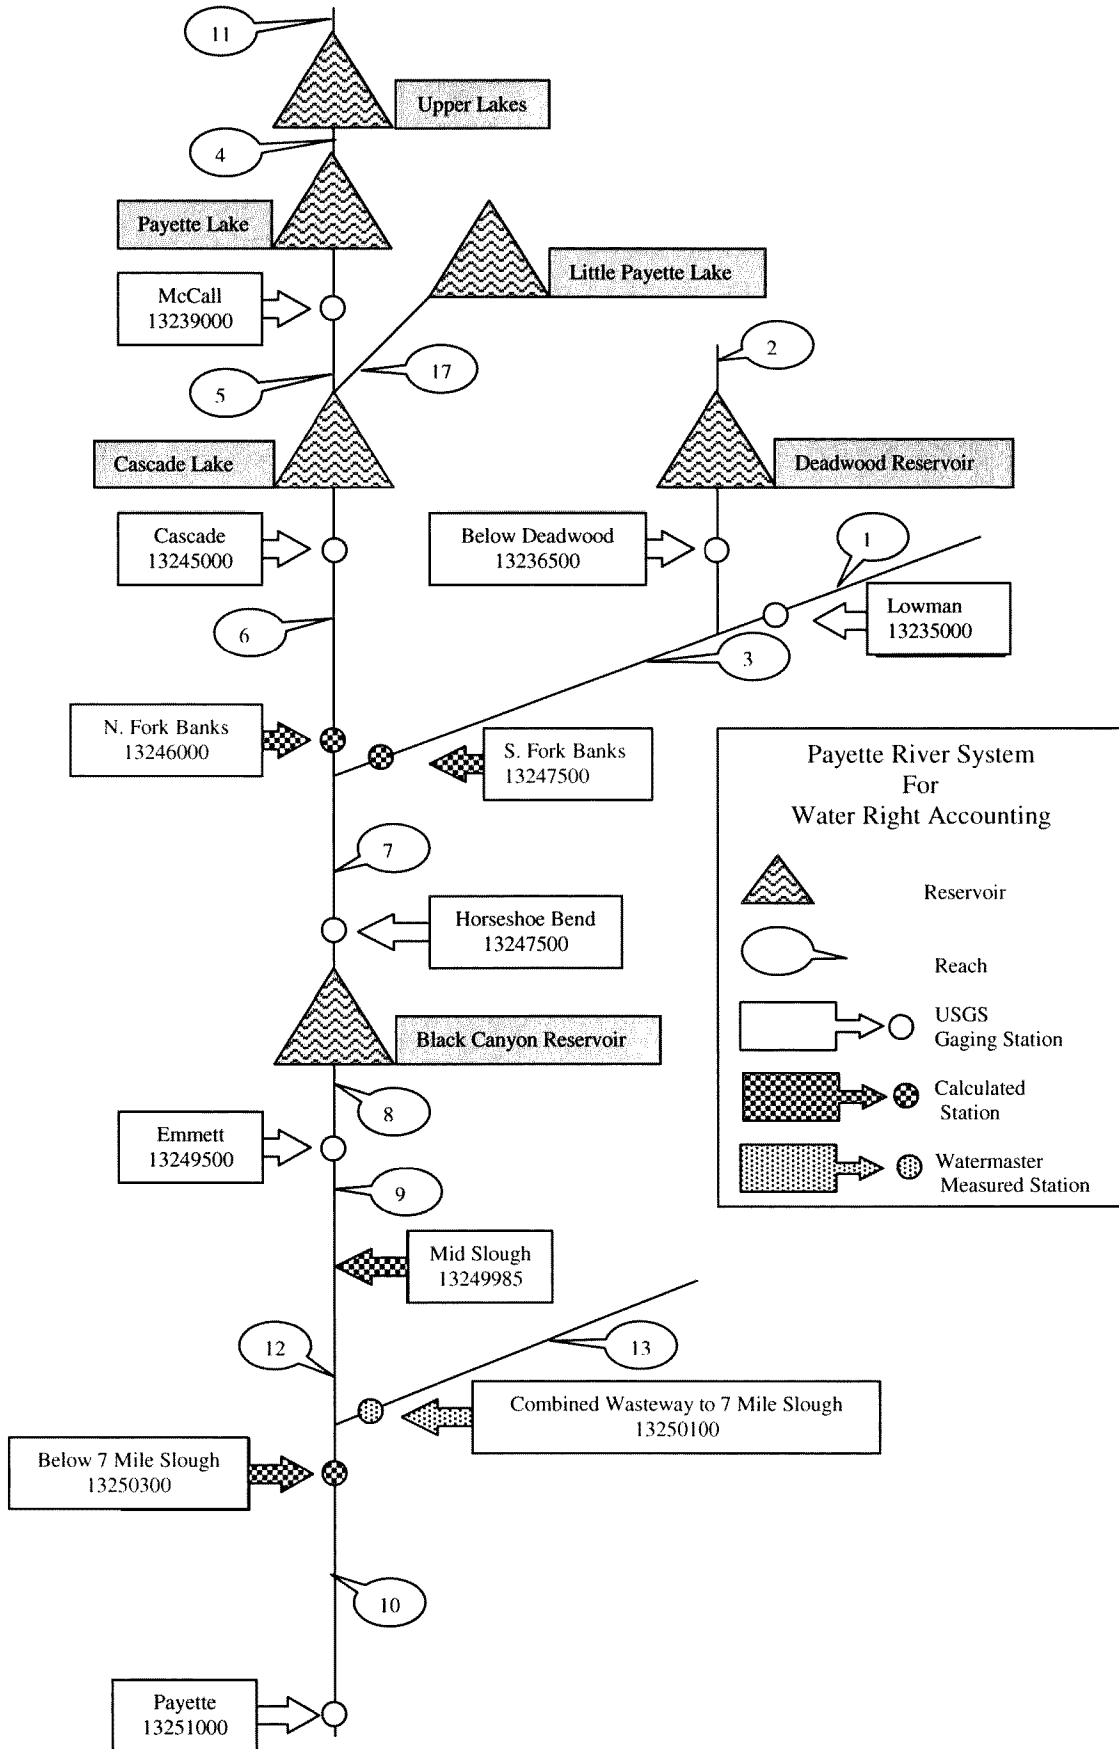 11
Upper Lakes
4
Payette Lake
Little Payette Lake
McCall
13239000
2
5
17
Cascade Lake
Deadwood Reservoir
Cascade
13245000
Below Deadwood
13236500
1
Lowman
13235000
6
3
N. Fork Banks
13246000
S. Fork Banks
13247500
Payette River System
For
Water Right Accounting
7
Reservoir
Horseshoe Bend
13247500
Reach
USGS
Gaging Station
Black Canyon Reservoir
8
Calculated
Station
Emmett
13249500
Watermaster
Measured Station
9
Mid Slough
13249985
12
13
Combined Wasteway to 7 Mile Slough
13250100
Below 7 Mile Slough
13250300
10
Payette
13251000